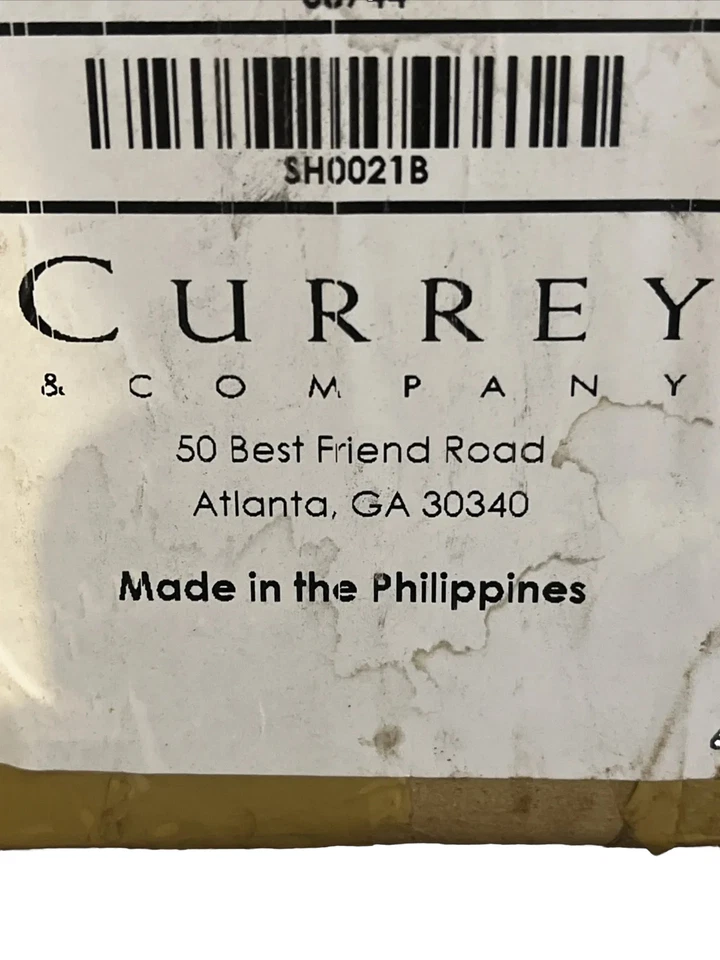 SH0021B
CURREY
& COMPANY
50 Best Friend Road
Atlanta, GA 30340
Made in the Philippines